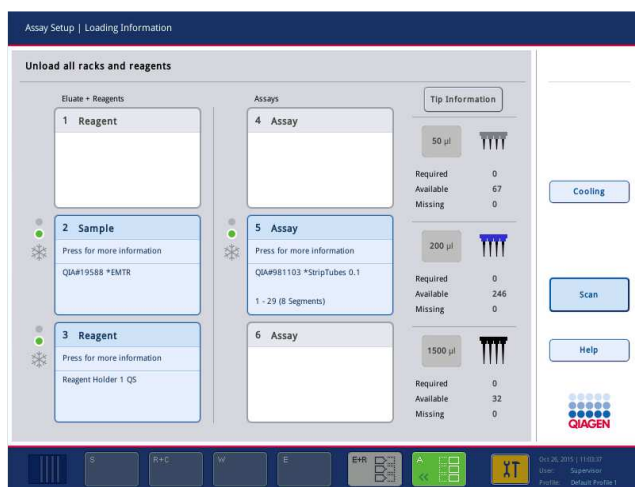 Assay Setup | Loading Information
Unload all racks and reagents
Eluate + Reagents
Assays
Tip Information
1 Reagent
4 Assay
50 µl
Required 0
Available 67
Missing 0
Cooling
2 Sample
Press for more information
QIA#19588 *EMTR
5 Assay
Press for more information
QIA#981103 *StripTubes 0.1
1 - 29 (8 Segments)
200 µl
Required 0
Available 246
Missing 0
Scan
3 Reagent
Press for more information
Reagent Holder 1 QS
6 Assay
1500 µl
Required 0
Available 32
Missing 0
Help
QIAGEN
S
R+C
W
E
E+R
A
Oct 26, 2015 | 11:03:37
User: Supervisor
Profile: Default Profile 1